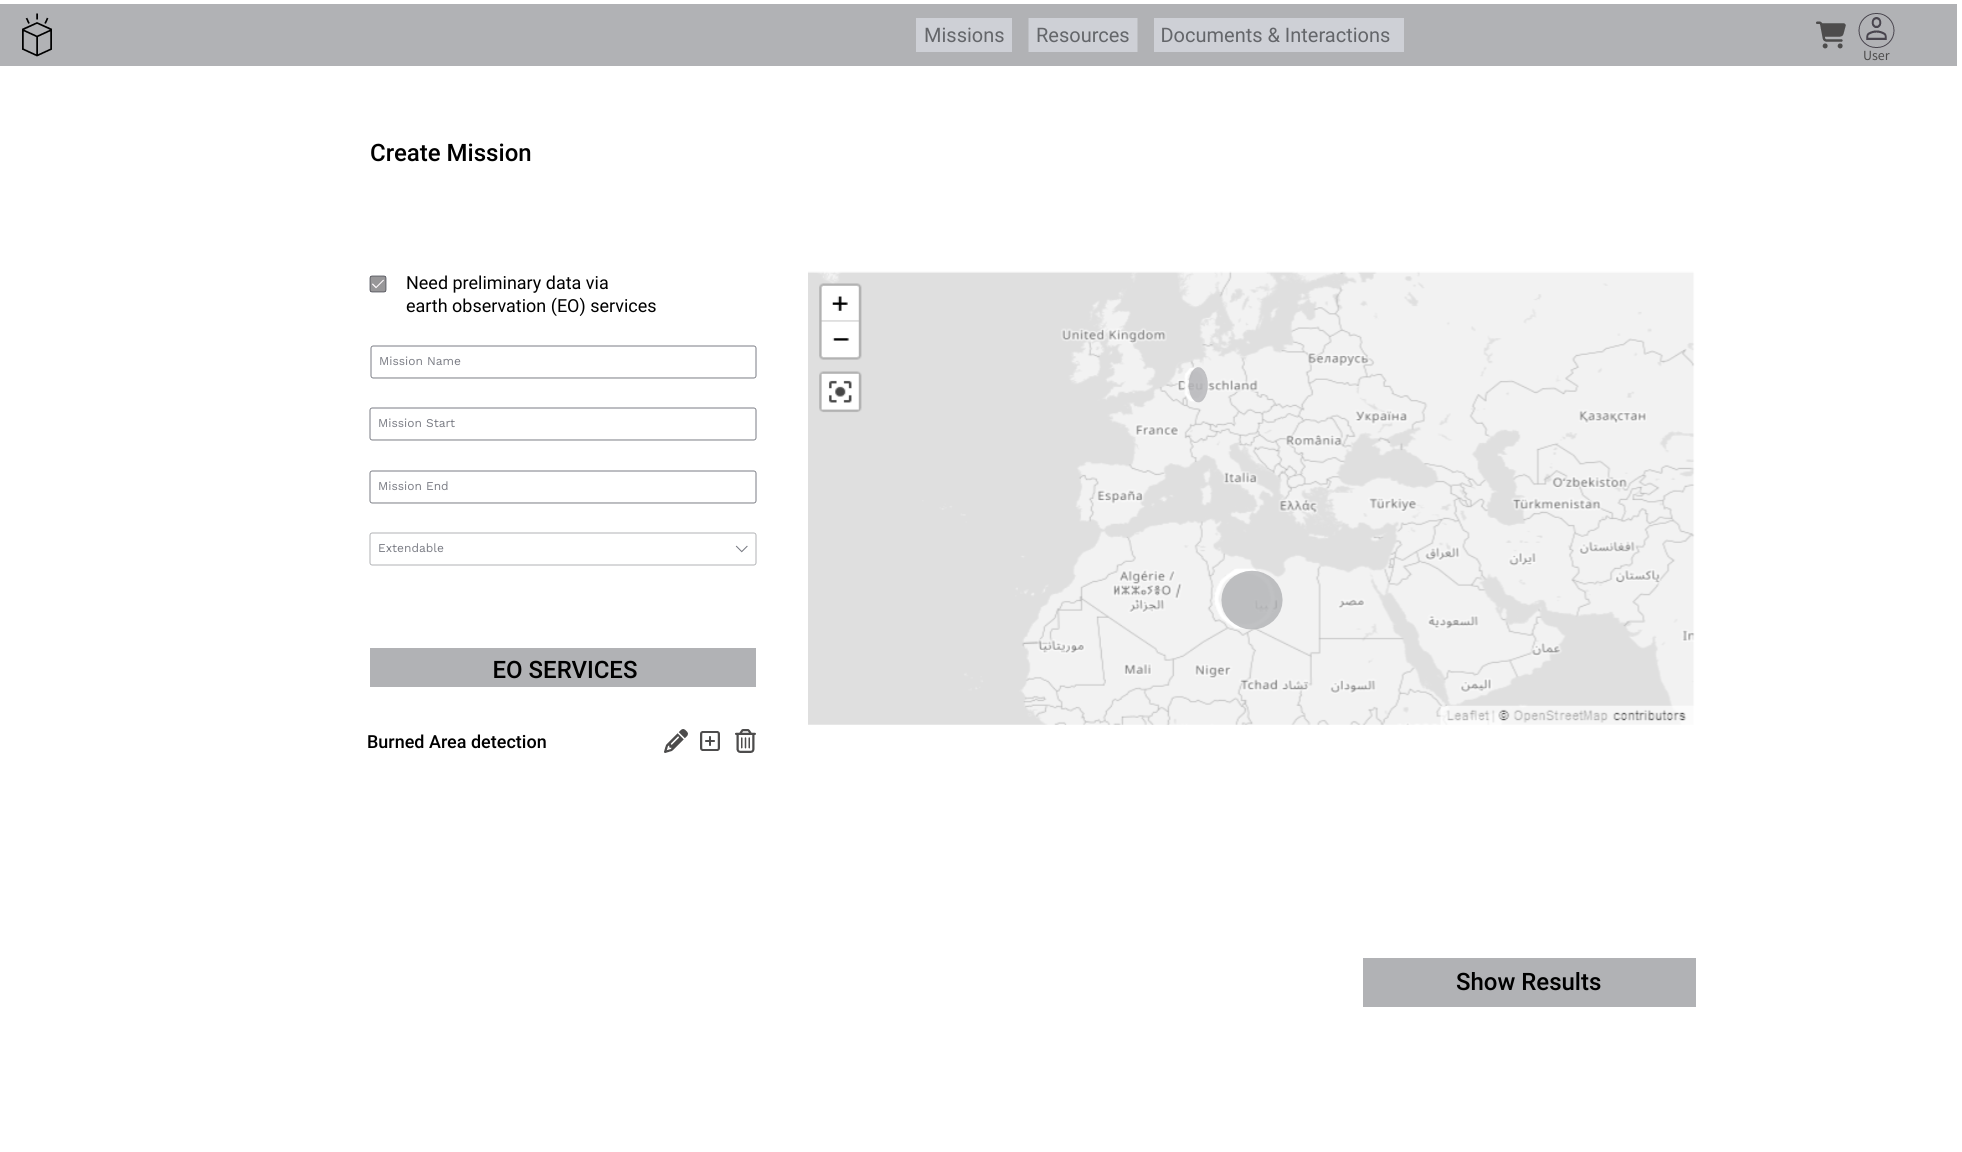 Missions
Resources
Documents & Interactions
User
Create Mission
Need preliminary data via
earth observation (EO) services
Mission Name
Mission Start
Mission End
Extendable
EO SERVICES
Burned Area detection
+
−
United Kingdom
Беларусь
schland
Україна
Қазақстан
France
România
Italia
O'zbekiston
España
Ελλάς
Türkiye
Türkmenistan
العراق
ایران
افغانستان
پاکستان
Algérie /
ⵍⵣⵣⴰⵢⴻⵔ /
الجزائر
مصر
السعودية
عمان
موريتانيا
Mali
Niger
Tchad تشاد
السودان
اليمن
Leaflet | © OpenStreetMap contributors
Show Results